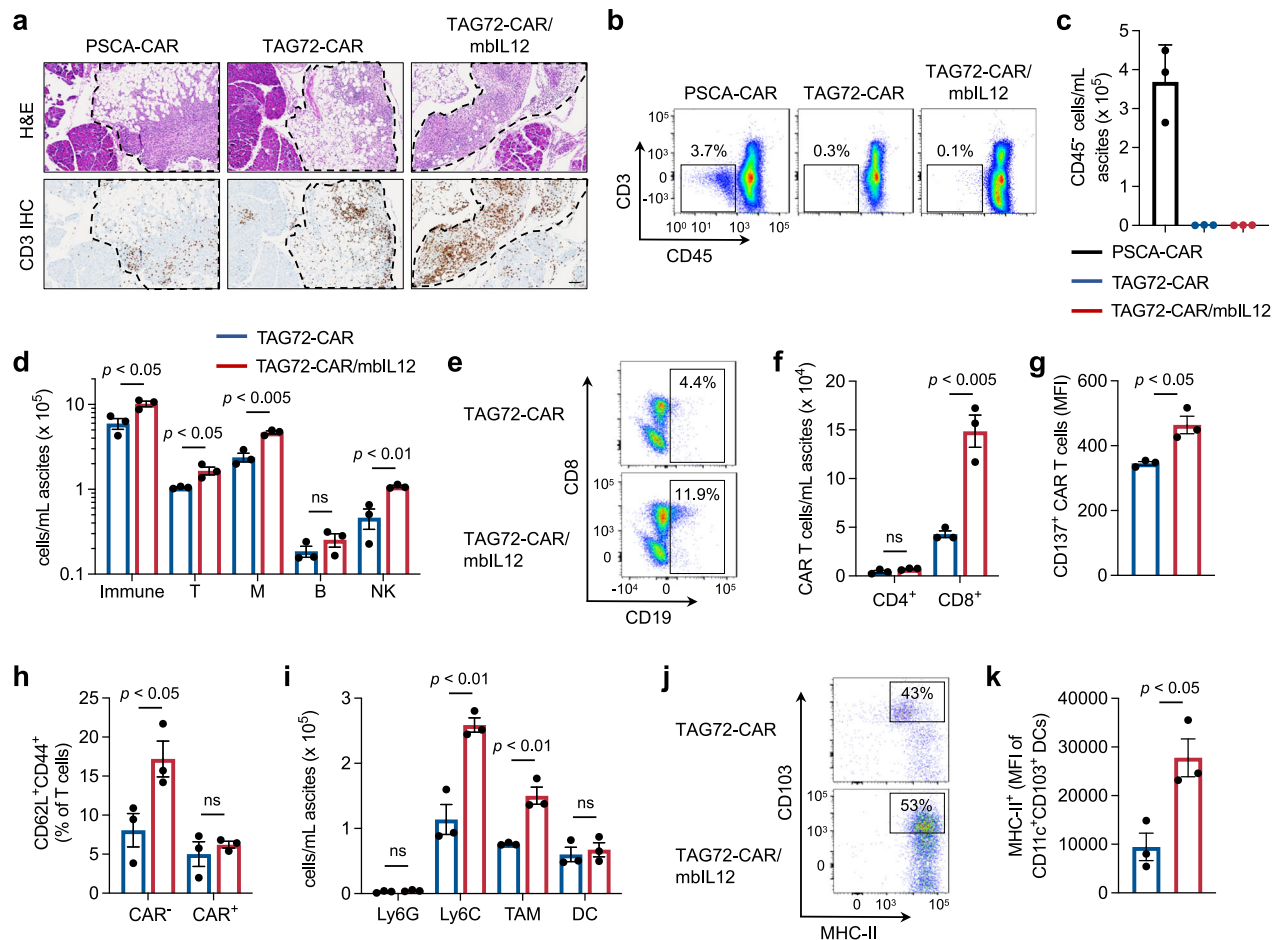 a
PSCA-CAR
TAG72-CAR
TAG72-CAR/
mbIL12
H&E
CD3 IHC
b
PSCA-CAR
TAG72-CAR
TAG72-CAR/
mbIL12
3.7%
0.3%
0.1%
10⁵
10³
0
-10³
10⁰ 10¹ 10³ 10⁵
CD3
CD45
c
CD45⁻ cells/mL
ascites (x 10⁵)
5
4
3
2
1
0
PSCA-CAR
TAG72-CAR
TAG72-CAR/mbIL12
d
TAG72-CAR
TAG72-CAR/mbIL12
cells/mL ascites (x 10⁵)
10
1
0.1
p < 0.05
p < 0.05
p < 0.005
ns
p < 0.01
Immune
T
M
B
NK
e
TAG72-CAR
TAG72-CAR/
mbIL12
4.4%
11.9%
CD8
10⁵
10³
0
-10⁴ 0 10⁵
CD19
f
CAR T cells/mL ascites (x 10⁴)
20
15
10
5
0
ns
p < 0.005
CD4⁺
CD8⁺
g
CD137⁺ CAR T cells (MFI)
600
400
200
0
p < 0.05
h
CD62L⁺CD44⁺
(% of T cells)
25
20
15
10
5
0
p < 0.05
ns
CAR⁻
CAR⁺
i
cells/mL ascites (x 10⁵)
3
2
1
0
ns
p < 0.01
p < 0.01
ns
Ly6G
Ly6C
TAM
DC
j
TAG72-CAR
TAG72-CAR/
mbIL12
43%
53%
CD103
10⁵
10³
0
0 10³ 10⁵
MHC-II
k
MHC-II⁺ (MFI of
CD11c⁺CD103⁺ DCs)
40000
30000
20000
10000
0
p < 0.05